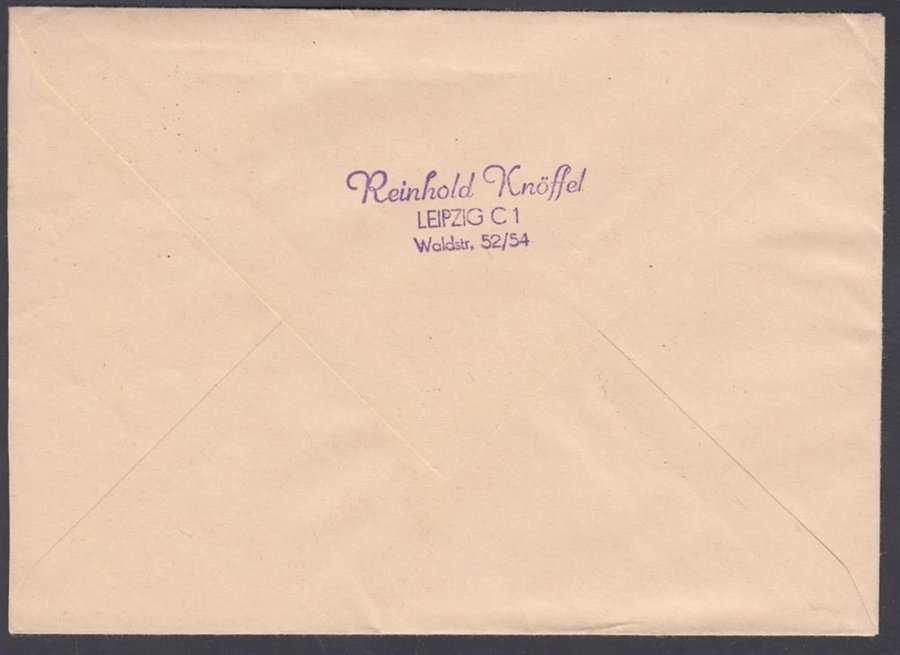 Reinhold Knöffel
LEIPZIG C 1
Waldstr. 52/54